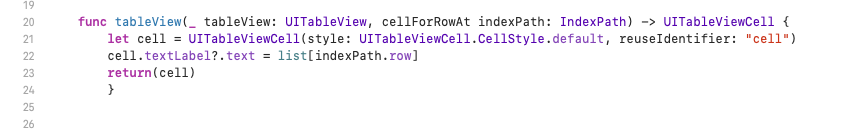 19
20 func tableView(_ tableView: UITableView, cellForRowAt indexPath: IndexPath) -> UITableViewCell {
21 let cell = UITableViewCell(style: UITableViewCell.CellStyle.default, reuseIdentifier: "cell")
22 cell.textLabel?.text = list[indexPath.row]
23 return(cell)
24 }
25
26